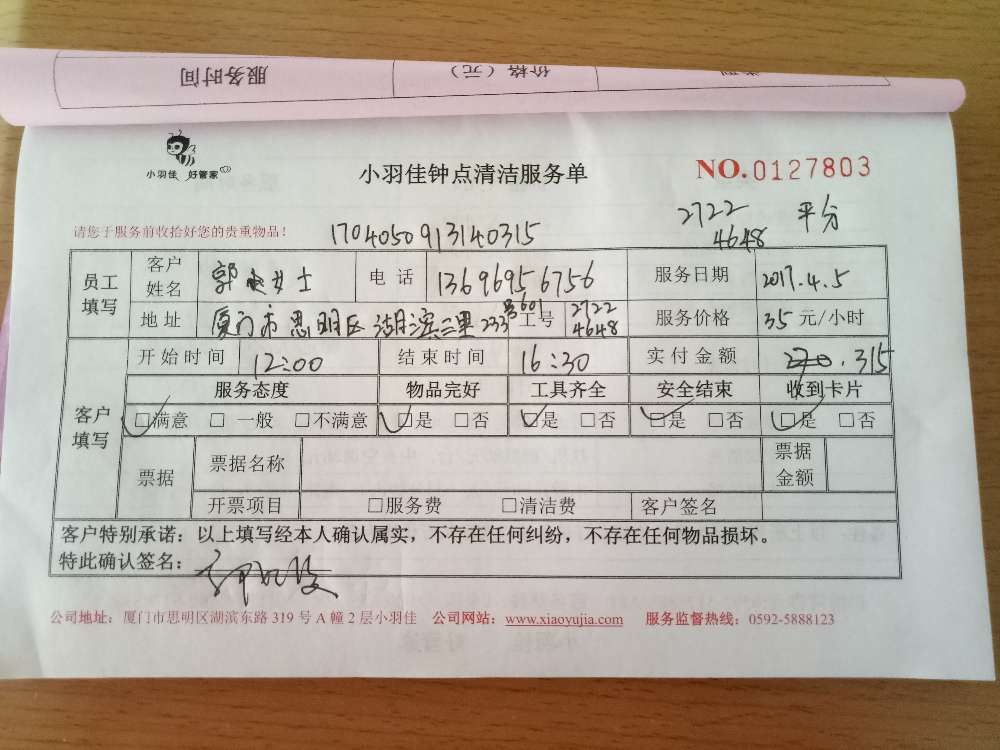 服务时间 价格（元）
小羽佳 好管家
小羽佳钟点清洁服务单
NO.0127803
2722 平分
4648
请您于服务前收拾好您的贵重物品！
1704050913140315
员工填写 客户姓名 郭 女士 电话 13696956756 服务日期 2017.4.5
地址 厦门市思明区湖滨二里233号601 工号 2722 4648 服务价格 35元/小时
客户填写 开始时间 12:00 结束时间 16:30 实付金额 270.315
服务态度 物品完好 工具齐全 安全结束 收到卡片
☑满意 □一般 □不满意 ☑是 □否 ☑是 □否 ☑是 □否 ☑是 □否
票据 票据名称 票据金额
开票项目 □服务费 □清洁费 客户签名
客户特别承诺：以上填写经本人确认属实，不存在任何纠纷，不存在任何物品损坏。
特此确认签名：
公司地址：厦门市思明区湖滨东路 319 号 A 幢 2 层小羽佳 公司网站：www.xiaoyujia.com 服务监督热线：0592-5888123